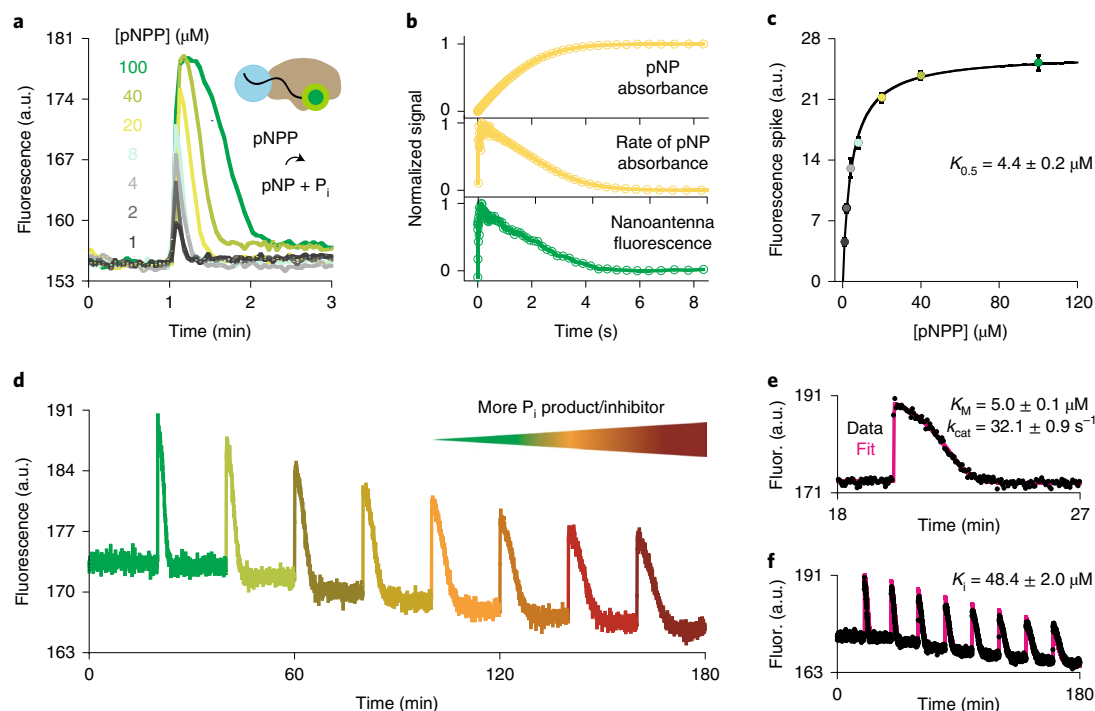 a
[pNPP] (μM)
181
174
167
160
153
Fluorescence (a.u.)
100
40
20
8
4
2
1
pNPP
pNP + Pi
0
1
2
3
Time (min)
b
Normalized signal
1
0
pNP
absorbance
1
0
Rate of pNP
absorbance
1
0
Nanoantenna
fluorescence
0
2
4
6
8
Time (s)
c
Fluorescence spike (a.u.)
28
21
14
7
0
K0.5 = 4.4 ± 0.2 μM
0
40
80
120
[pNPP] (μM)
d
Fluorescence (a.u.)
191
184
177
170
163
More Pi product/inhibitor
0
60
120
180
Time (min)
e
Fluor. (a.u.)
191
171
KM = 5.0 ± 0.1 μM
kcat = 32.1 ± 0.9 s−1
Data
Fit
18
27
Time (min)
f
Fluor. (a.u.)
191
163
Ki = 48.4 ± 2.0 μM
0
90
180
Time (min)